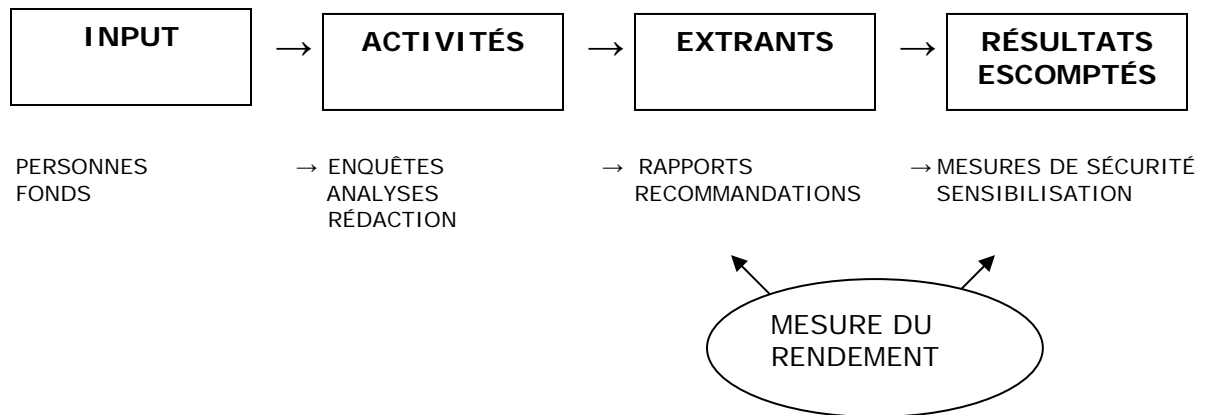 INPUT → ACTIVITÉS → EXTRANTS → RÉSULTATS
ESCOMPTÉS
PERSONNES → ENQUÊTES → RAPPORTS → MESURES DE SÉCURITÉ
FONDS ANALYSES RECOMMANDATIONS SENSIBILISATION
RÉDACTION
MESURE DU
RENDEMENT